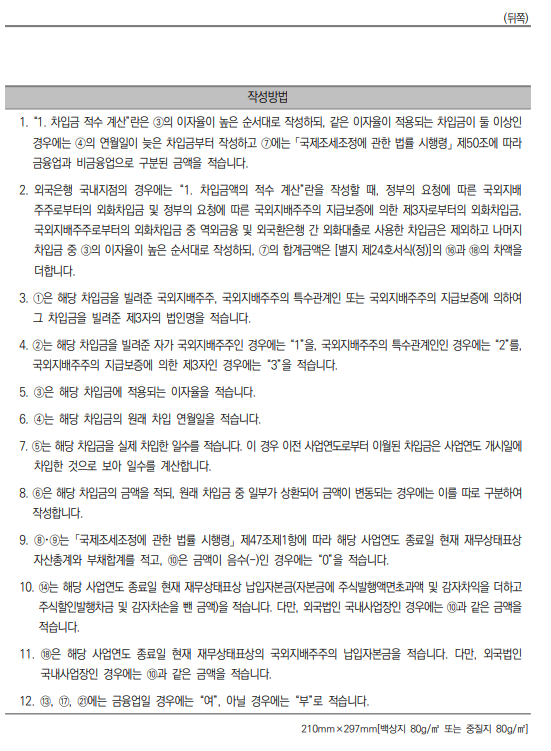 (뒤쪽)
작성방법
1. “1. 차입금 적수 계산”란은 ③의 이자율이 높은 순서대로 작성하되, 같은 이자율이 적용되는 차입금이 둘 이상인
경우에는 ④의 연월일이 늦은 차입금부터 작성하고 ⑦에는 「국제조세조정에 관한 법률 시행령」 제50조에 따라
금융업과 비금융업으로 구분된 금액을 적습니다.
2. 외국은행 국내지점의 경우에는 “1. 차입금액의 적수 계산”란을 작성할 때, 정부의 요청에 따른 국외지배
주주로부터의 외화차입금 및 정부의 요청에 따른 국외지배주주의 지급보증에 의한 제3자로부터의 외화차입금,
국외지배주주로부터의 외화차입금 중 역외금융 및 외국환은행 간 외화대출로 사용한 차입금은 제외하고 나머지
차입금 중 ③의 이자율이 높은 순서대로 작성하되, ⑦의 합계금액은 [별지 제24호서식(정)]의 ⑯과 ⑱의 차액을
더합니다.
3. ①은 해당 차입금을 빌려준 국외지배주주, 국외지배주주의 특수관계인 또는 국외지배주주의 지급보증에 의하여
그 차입금을 빌려준 제3자의 법인명을 적습니다.
4. ②는 해당 차입금을 빌려준 자가 국외지배주주인 경우에는 “1”을, 국외지배주주의 특수관계인인 경우에는 “2”를,
국외지배주주의 지급보증에 의한 제3자인 경우에는 “3”을 적습니다.
5. ③은 해당 차입금에 적용되는 이자율을 적습니다.
6. ④는 해당 차입금의 원래 차입 연월일을 적습니다.
7. ⑤는 해당 차입금을 실제 차입한 일수를 적습니다. 이 경우 이전 사업연도로부터 이월된 차입금은 사업연도 개시일에
차입한 것으로 보아 일수를 계산합니다.
8. ⑥은 해당 차입금의 금액을 적되, 원래 차입금 중 일부가 상환되어 금액이 변동되는 경우에는 이를 따로 구분하여
작성합니다.
9. ⑧·⑨는 「국제조세조정에 관한 법률 시행령」 제47조제1항에 따라 해당 사업연도 종료일 현재 재무상태표상
자산총계와 부채합계를 적고, ⑩은 금액이 음수(-)인 경우에는 “0”을 적습니다.
10. ⑭는 해당 사업연도 종료일 현재 재무상태표상 납입자본금(자본금에 주식발행액면초과액 및 감자차익을 더하고
주식할인발행차금 및 감자차손을 뺀 금액)을 적습니다. 다만, 외국법인 국내사업장인 경우에는 ⑩과 같은 금액을
적습니다.
11. ⑱은 해당 사업연도 종료일 현재 재무상태표상의 국외지배주주의 납입자본금을 적습니다. 다만, 외국법인
국내사업장인 경우에는 ⑩과 같은 금액을 적습니다.
12. ⑬, ⑰, ㉑에는 금융업일 경우에는 “여”, 아닐 경우에는 “부”로 적습니다.
210mm×297mm[백상지 80g/㎡ 또는 중질지 80g/㎡]